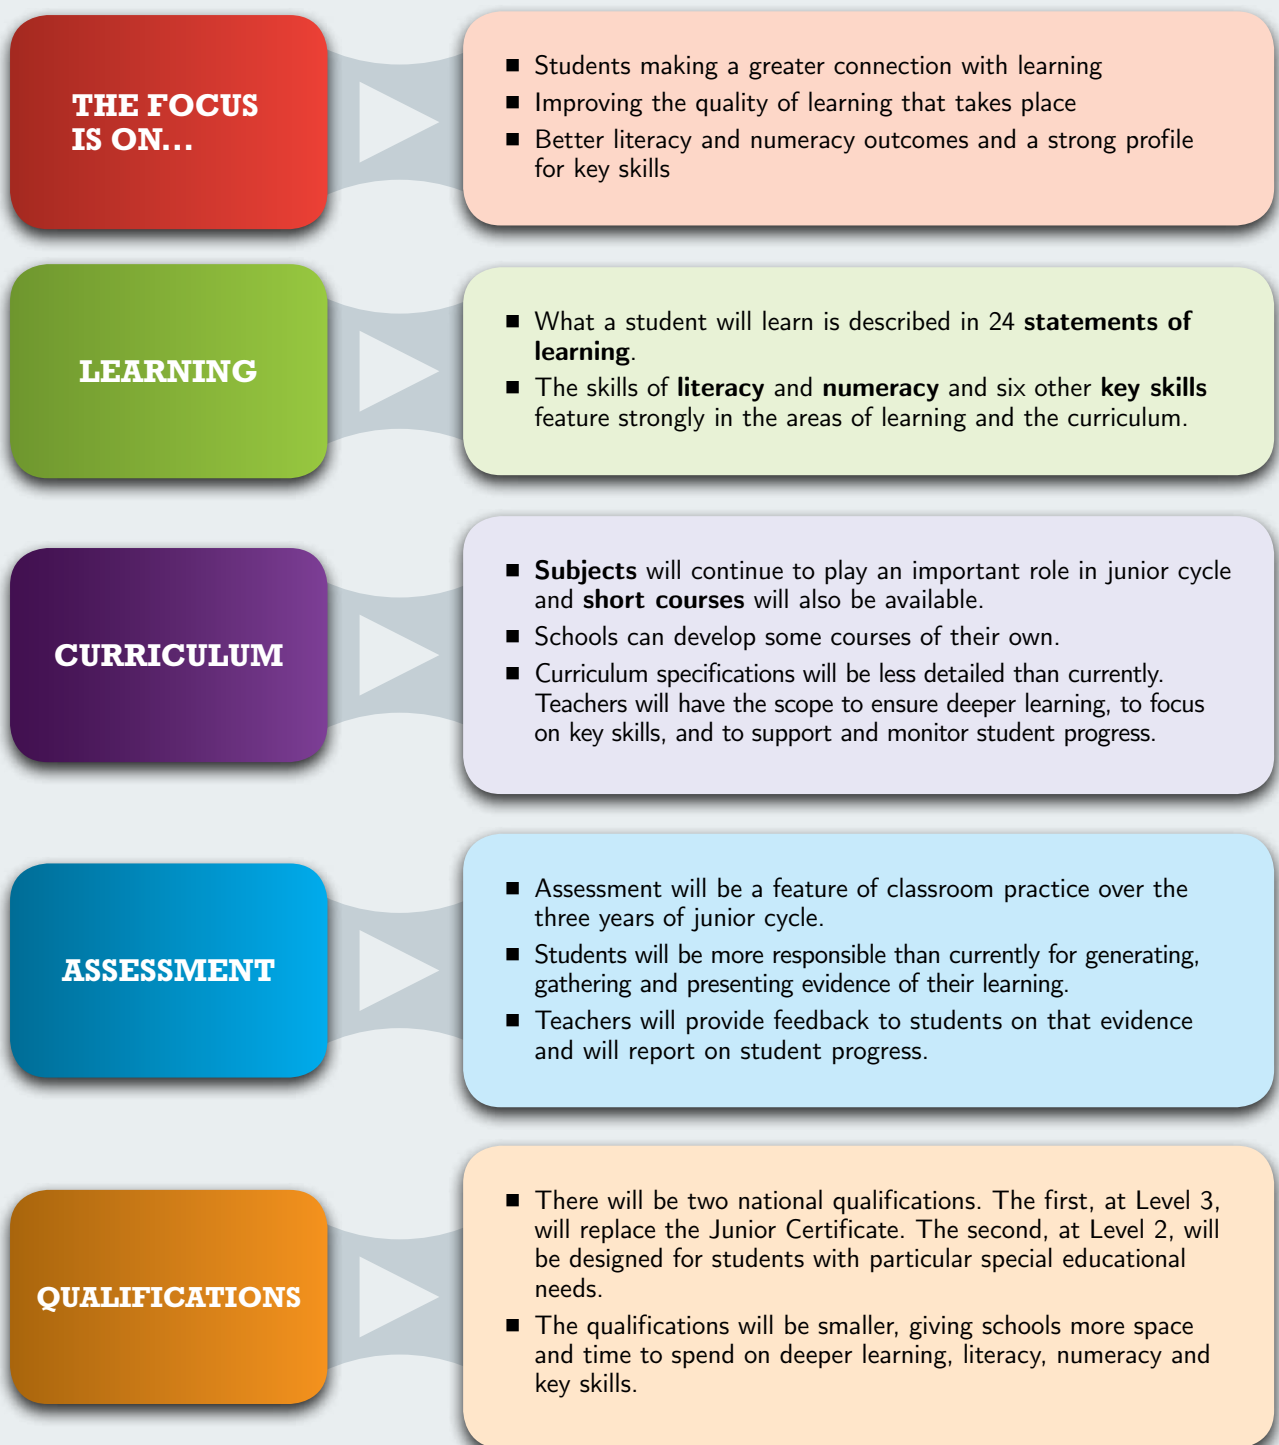 THE FOCUS
IS ON...
■ Students making a greater connection with learning
■ Improving the quality of learning that takes place
■ Better literacy and numeracy outcomes and a strong profile
for key skills
LEARNING
■ What a student will learn is described in 24 statements of
learning.
■ The skills of literacy and numeracy and six other key skills
feature strongly in the areas of learning and the curriculum.
CURRICULUM
■ Subjects will continue to play an important role in junior cycle
and short courses will also be available.
■ Schools can develop some courses of their own.
■ Curriculum specifications will be less detailed than currently.
Teachers will have the scope to ensure deeper learning, to focus
on key skills, and to support and monitor student progress.
ASSESSMENT
■ Assessment will be a feature of classroom practice over the
three years of junior cycle.
■ Students will be more responsible than currently for generating,
gathering and presenting evidence of their learning.
■ Teachers will provide feedback to students on that evidence
and will report on student progress.
QUALIFICATIONS
■ There will be two national qualifications. The first, at Level 3,
will replace the Junior Certificate. The second, at Level 2, will
be designed for students with particular special educational
needs.
■ The qualifications will be smaller, giving schools more space
and time to spend on deeper learning, literacy, numeracy and
key skills.